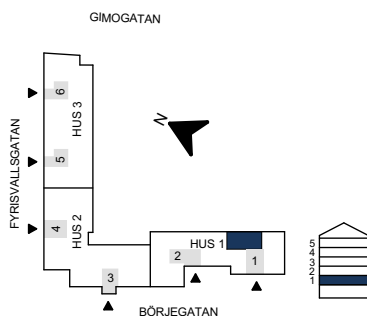 GIMOGATAN
N
FYRISVALLSGATAN
6
HUS 3
5
4
HUS 2
3
HUS 1
2
1
5
4
3
2
1
BÖRJEGATAN